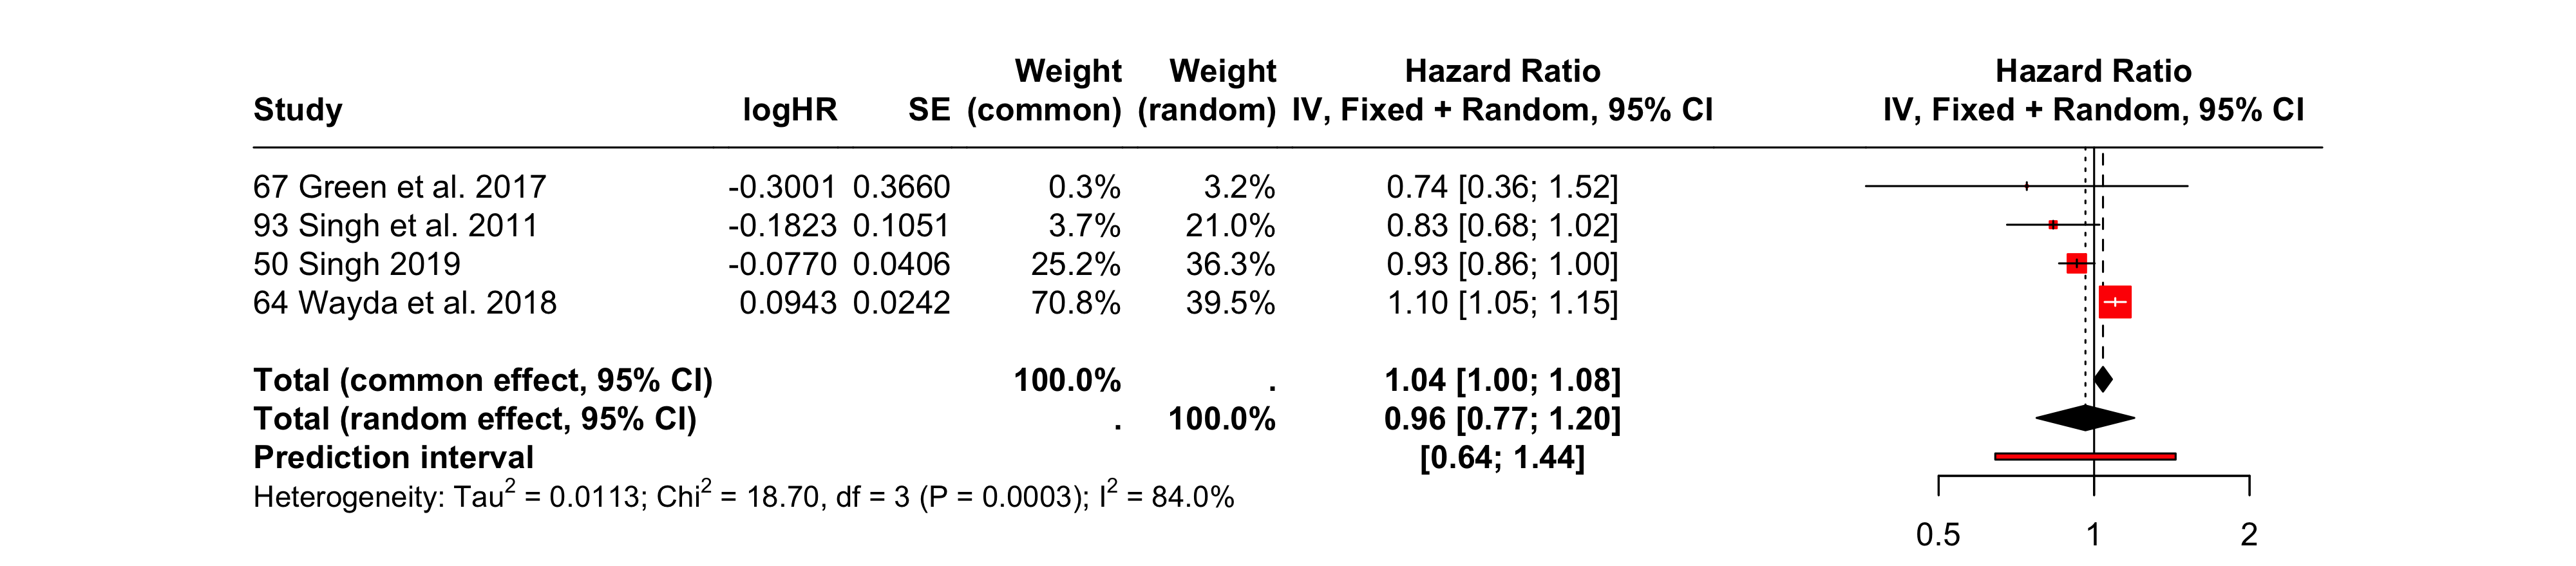 Weight Weight Hazard Ratio Hazard Ratio
Study logHR SE (common) (random) IV, Fixed + Random, 95% CI IV, Fixed + Random, 95% CI
67 Green et al. 2017 -0.3001 0.3660 0.3% 3.2% 0.74 [0.36; 1.52]
93 Singh et al. 2011 -0.1823 0.1051 3.7% 21.0% 0.83 [0.68; 1.02]
50 Singh 2019 -0.0770 0.0406 25.2% 36.3% 0.93 [0.86; 1.00]
64 Wayda et al. 2018 0.0943 0.0242 70.8% 39.5% 1.10 [1.05; 1.15]
Total (common effect, 95% CI) 100.0% . 1.04 [1.00; 1.08]
Total (random effect, 95% CI) . 100.0% 0.96 [0.77; 1.20]
Prediction interval [0.64; 1.44]
Heterogeneity: Tau² = 0.0113; Chi² = 18.70, df = 3 (P = 0.0003); I² = 84.0%
0.5 1 2